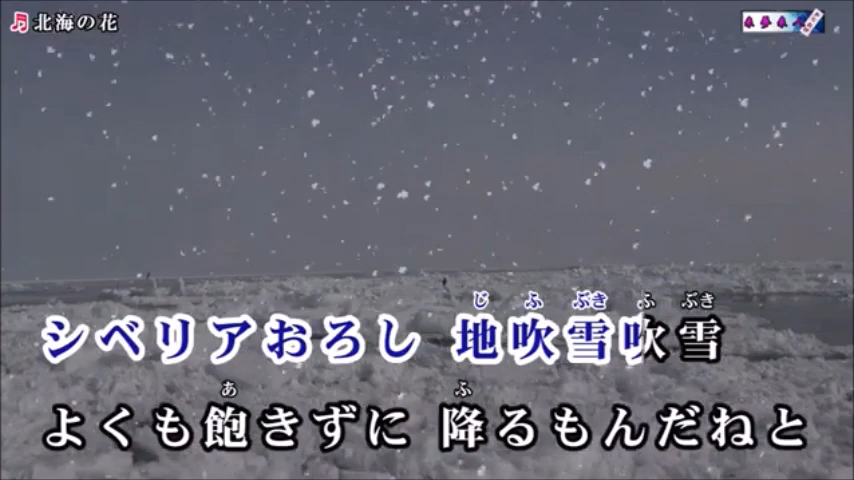 北海の花
シベリアおろし 地吹雪吹雪
じ ふ ぶき ふ ぶき
よくも飽きずに 降るもんだねと
あ ふ